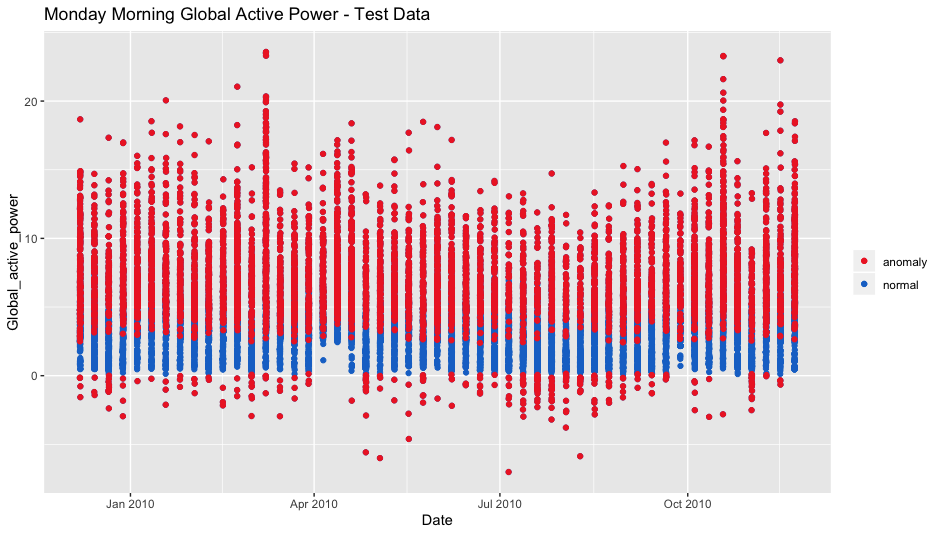 Monday Morning Global Active Power - Test Data
Global_active_power
20
10
0
Jan 2010 Apr 2010 Jul 2010 Oct 2010
Date
anomaly
normal